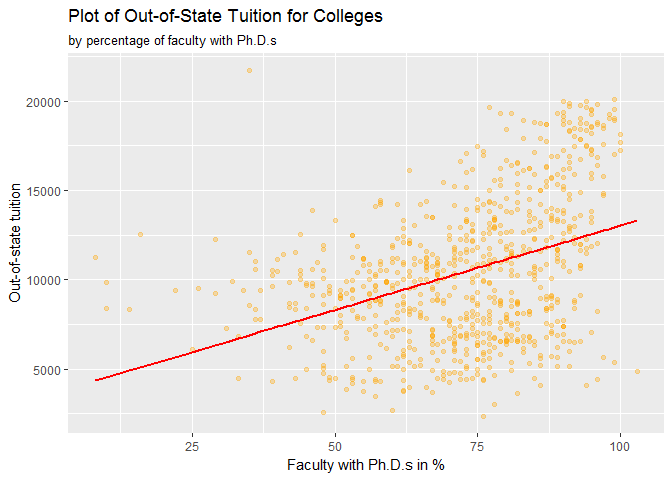 Plot of Out-of-State Tuition for Colleges
by percentage of faculty with Ph.D.s
20000
15000
10000
5000
Out-of-state tuition
25 50 75 100
Faculty with Ph.D.s in %